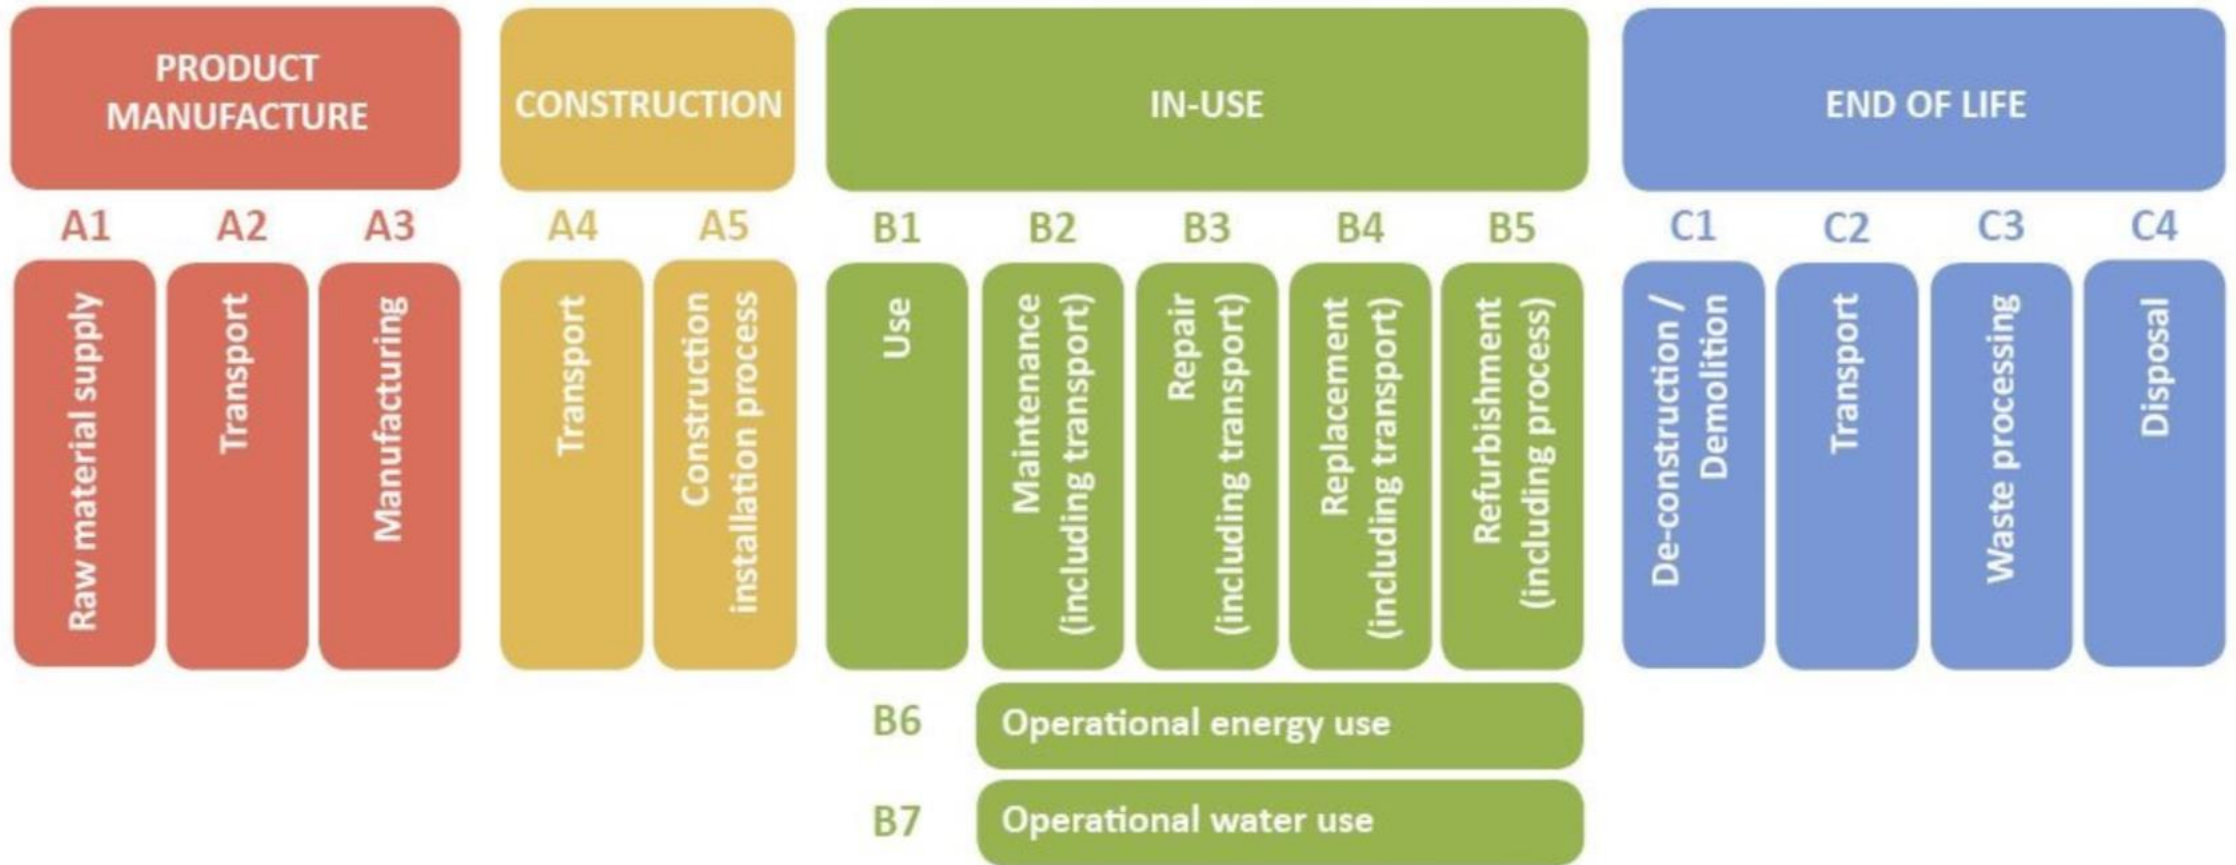 PRODUCT
MANUFACTURE
CONSTRUCTION
IN-USE
END OF LIFE
A1
A2
A3
A4
A5
B1
B2
B3
B4
B5
C1
C2
C3
C4
Raw material supply
Transport
Manufacturing
Transport
Construction
installation process
Use
Maintenance
(including transport)
Repair
(including transport)
Replacement
(including transport)
Refurbishment
(including process)
De-construction /
Demolition
Transport
Waste processing
Disposal
B6
Operational energy use
B7
Operational water use